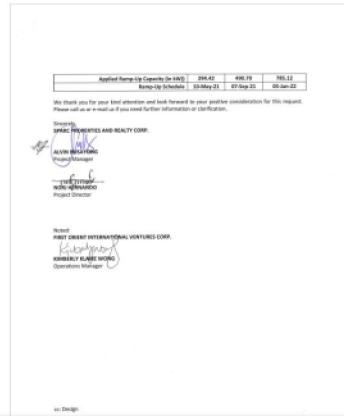 Applied Ramp-Up Capacity (in kW) 294.42 490.70 785.12
Ramp-Up Schedule 10-May-21 07-Sep-21 05-Jan-22
We thank you for your kind attention and look forward to your positive consideration for this request.
Please call us or e-mail us if you need further information or clarification.
Sincerely,
SPARC PROPERTIES AND REALTY CORP.
ALVIN
Project Manager
Project Director
Noted:
FIRST ORIENT INTERNATIONAL VENTURES CORP.
KIMBERLY ELAINE WONG
Operations Manager
cc: Design